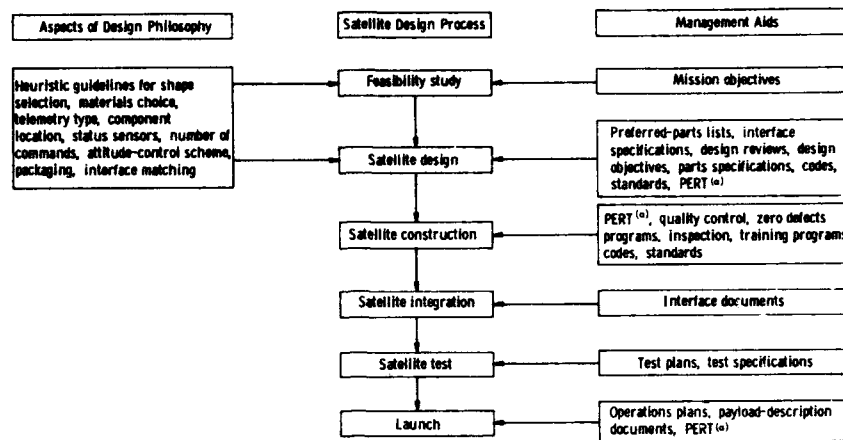 Aspects of Design Philosophy
Satellite Design Process
Management Aids
Heuristic guidelines for shape
selection, materials choice,
telemetry type, component
location, status sensors, number of
commands, attitude-control scheme,
packaging, interface matching
Feasibility study
Mission objectives
Satellite design
Preferred-parts lists, interface
specifications, design reviews, design
objectives, parts specifications, codes,
standards, PERT(a)
Satellite construction
PERT(a), quality control, zero defects
programs, inspection, training programs
codes, standards
Satellite integration
Interface documents
Satellite test
Test plans, test specifications
Launch
Operations plans, payload-description
documents, PERT(a)